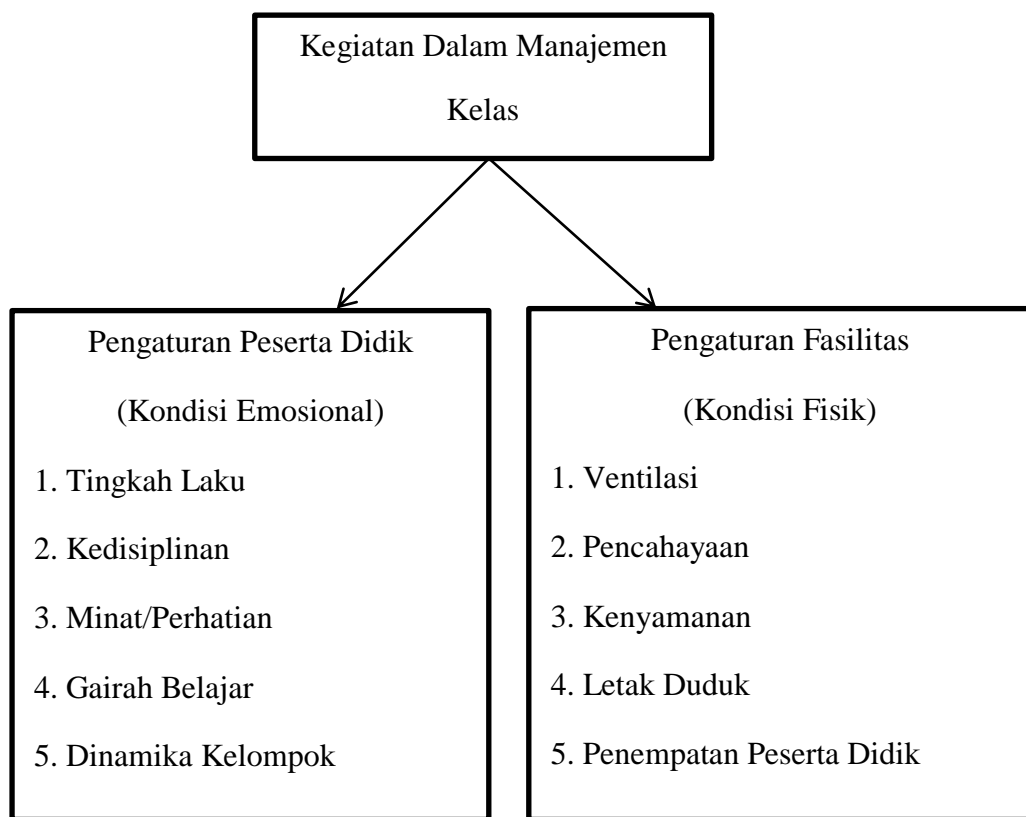 Kegiatan Dalam Manajemen
Kelas
Pengaturan Peserta Didik
(Kondisi Emosional)
1. Tingkah Laku
2. Kedisiplinan
3. Minat/Perhatian
4. Gairah Belajar
5. Dinamika Kelompok
Pengaturan Fasilitas
(Kondisi Fisik)
1. Ventilasi
2. Pencahayaan
3. Kenyamanan
4. Letak Duduk
5. Penempatan Peserta Didik